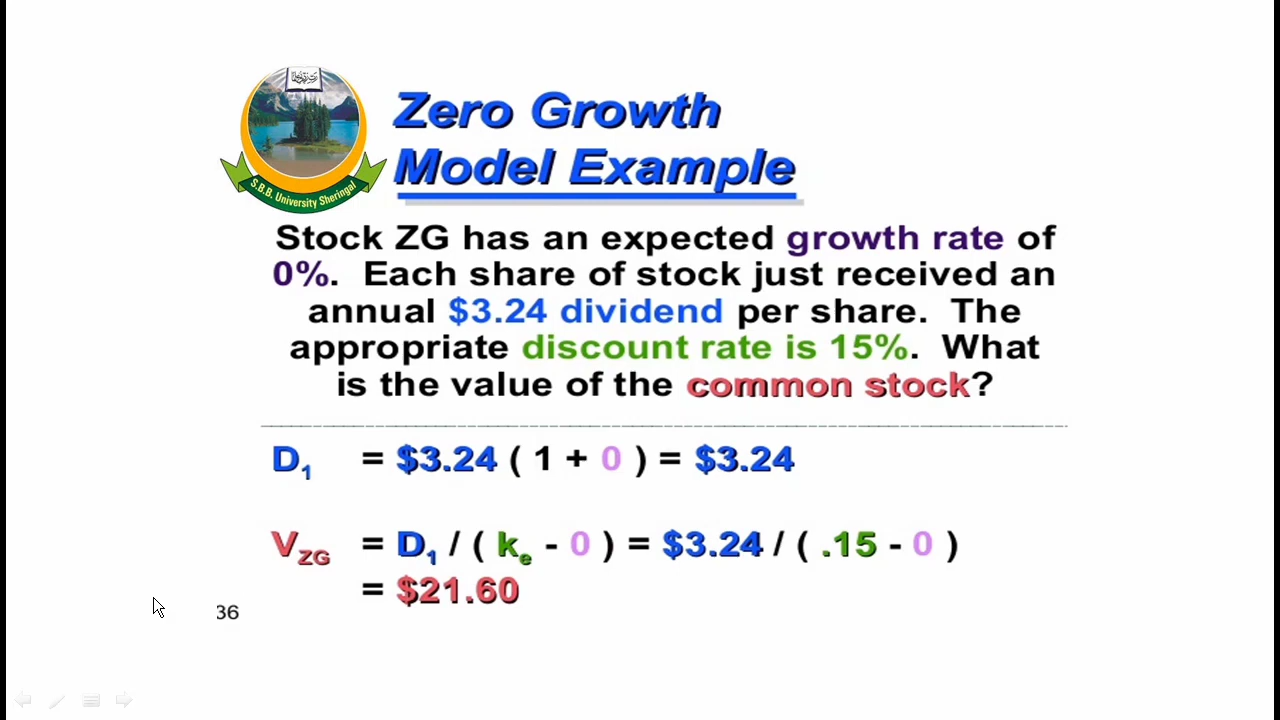 Zero Growth
Model Example
S.B.B. University Sheringal
Stock ZG has an expected growth rate of
0%. Each share of stock just received an
annual $3.24 dividend per share. The
appropriate discount rate is 15%. What
is the value of the common stock?
D1 = $3.24 ( 1 + 0 ) = $3.24
VZG = D1 / ( ke - 0 ) = $3.24 / ( .15 - 0 )
= $21.60
36